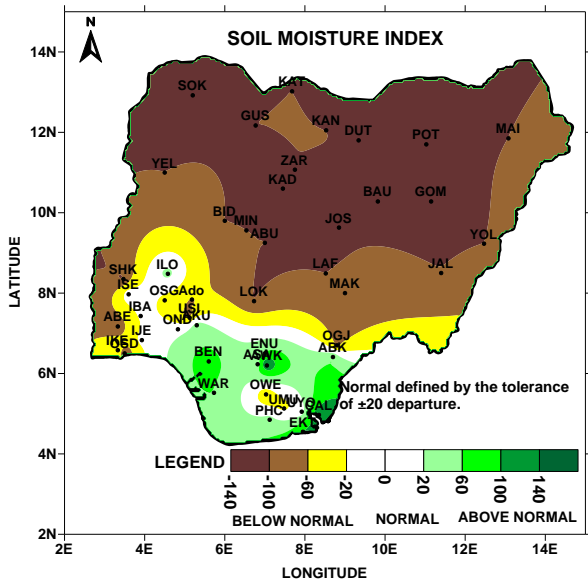 N
SOIL MOISTURE INDEX
14N
KAT
SOK
GUS
KAN
MAI
12N
DUT
POT
ZAR
YEL
KAD
BAU
GOM
BID
10N
MIN
JOS
ABU
YOL
SHK
ILO
LAF
JAL
ISE
OSG
Ado
LOK
MAK
8N
IBA
USI
ABE
AKU
IJE
OND
OGJ
IKE
OSD
ENU
ABK
BEN
ASA
AWK
6N
WAR
OWE
UMU
UYO
CAL
PHC
EKT
Normal defined by the tolerance
of ±20 departure.
4N
LEGEND
-140
-100
-60
-20
20
60
100
140
BELOW NORMAL
NORMAL
ABOVE NORMAL
2N
2E
4E
6E
8E
10E
12E
14E
LATITUDE
LONGITUDE